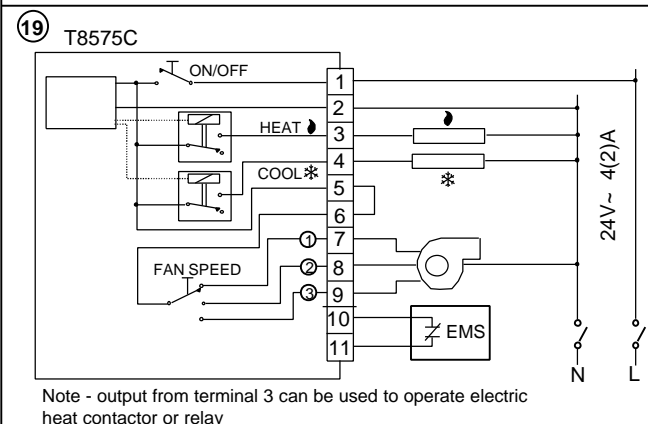 19
T8575C
ON/OFF
1
2
HEAT
3
COOL
4
5
6
1
7
FAN SPEED
2
8
3
9
10
EMS
11
24V~ 4(2)A
N
L
Note - output from terminal 3 can be used to operate electric
heat contactor or relay